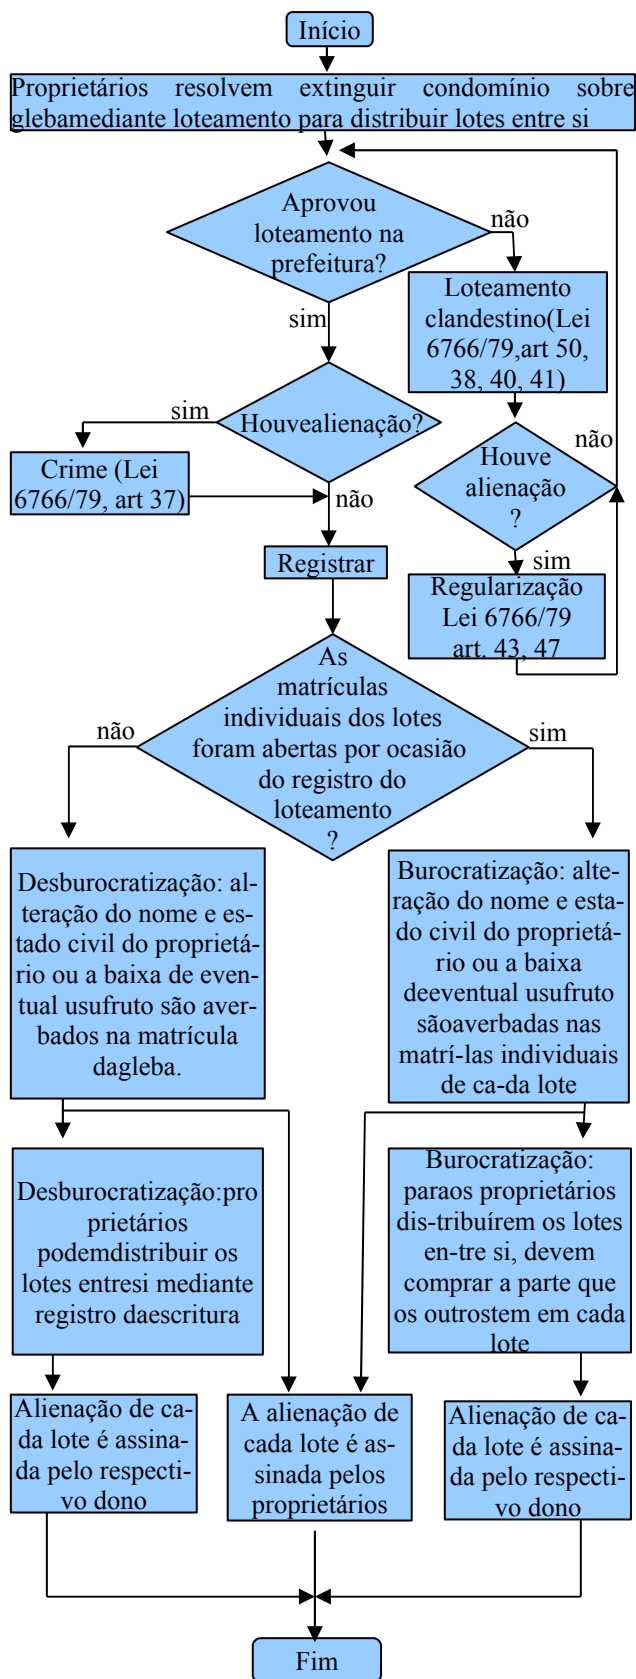 Início
Proprietários resolvem extinguir condomínio sobre
glebamediante loteamento para distribuir lotes entre si
Aprovou
loteamento na
prefeitura?
não
sim
Loteamento
clandestino(Lei
6766/79,art 50,
38, 40, 41)
sim
Houvealienação?
não
Houve
alienação
?
não
sim
Crime (Lei
6766/79, art 37)
Registrar
Regularização
Lei 6766/79
art. 43, 47
As
matrículas
individuais dos lotes
foram abertas por ocasião
do registro do
loteamento
?
não
sim
Desburocratização: al-
teração do nome e es-
tado civil do proprietá-
rio ou a baixa de even-
tual usufruto são aver-
bados na matrícula
dagleba.
Burocratização: alte-
ração do nome e esta-
do civil do proprietá-
rio ou a baixa
deeventual usufruto
sãoaverbadas nas
matrí-las individuais
de ca-da lote
Desburocratização:pro
prietários
podemdistribuir os
lotes entresi mediante
registro daescritura
Burocratização:
paraos proprietários
dis-tribuírem os lotes
en-tre si, devem
comprar a parte que
os outrostem em cada
lote
Alienação de ca-
da lote é assina-
da pelo respecti-
vo dono
A alienação de
cada lote é as-
sinada pelos
proprietários
Alienação de ca-
da lote é assina-
da pelo respecti-
vo dono
Fim